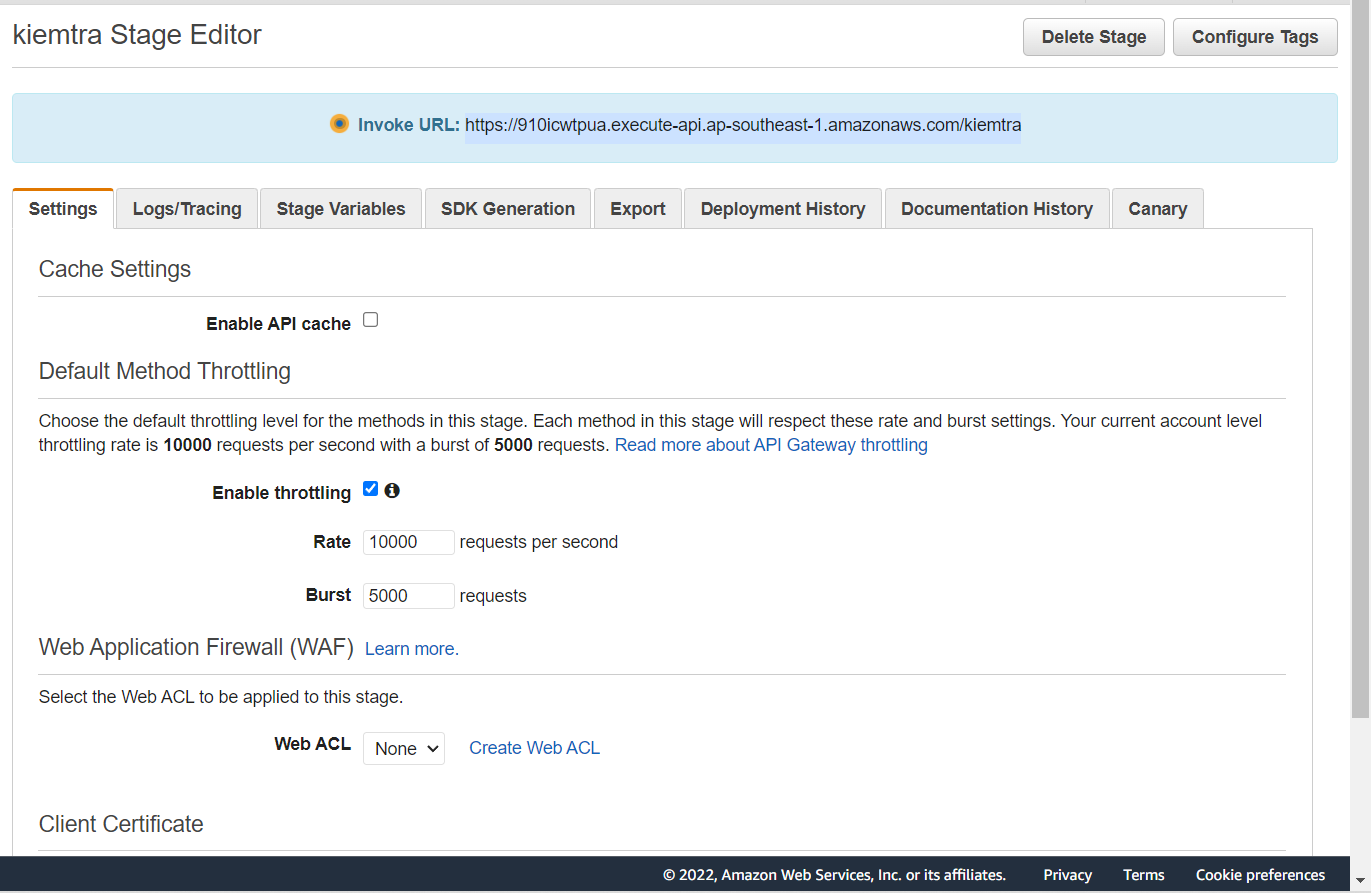 kiemtra Stage Editor
Delete Stage
Configure Tags
Invoke URL: https://910icwtpua.execute-api.ap-southeast-1.amazonaws.com/kiemtra
Settings
Logs/Tracing
Stage Variables
SDK Generation
Export
Deployment History
Documentation History
Canary
Cache Settings
Enable API cache
Default Method Throttling
Choose the default throttling level for the methods in this stage. Each method in this stage will respect these rate and burst settings. Your current account level
throttling rate is 10000 requests per second with a burst of 5000 requests. Read more about API Gateway throttling
Enable throttling
Rate 10000 requests per second
Burst 5000 requests
Web Application Firewall (WAF) Learn more.
Select the Web ACL to be applied to this stage.
Web ACL None Create Web ACL
Client Certificate
© 2022, Amazon Web Services, Inc. or its affiliates. Privacy Terms Cookie preferences